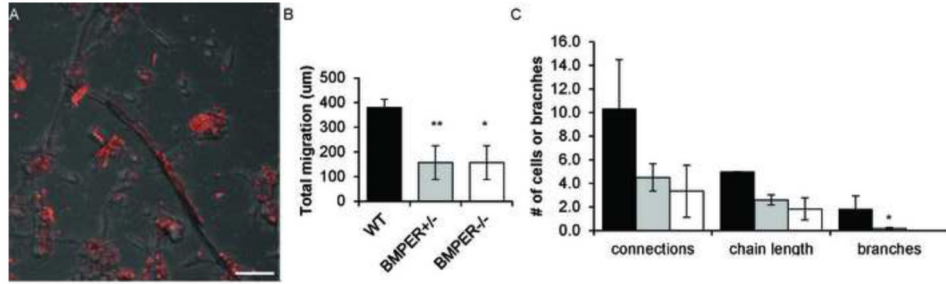 A
B
Total migration (um)
500
400
300
200
100
0
**
*
WT
BMPER+/-
BMPER-/-
C
# of cells or bracnhes
16.0
14.0
12.0
10.0
8.0
6.0
4.0
2.0
0.0
*
connections
chain length
branches